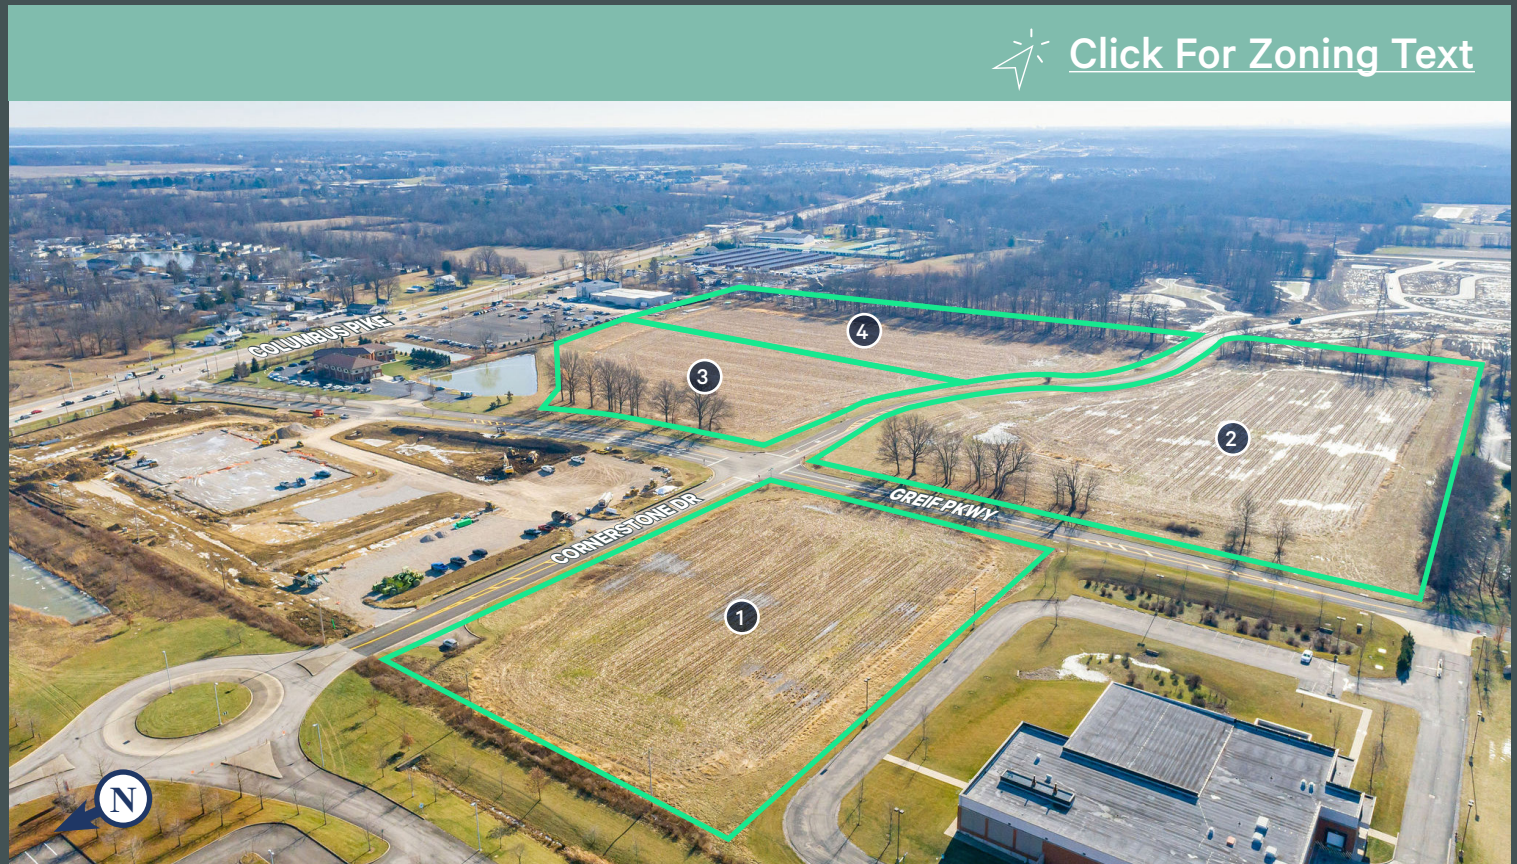 Click For Zoning Text
COLUMBUS PIKE
4
3
2
GREIF PKWY
CORNERSTONE DR
1
N